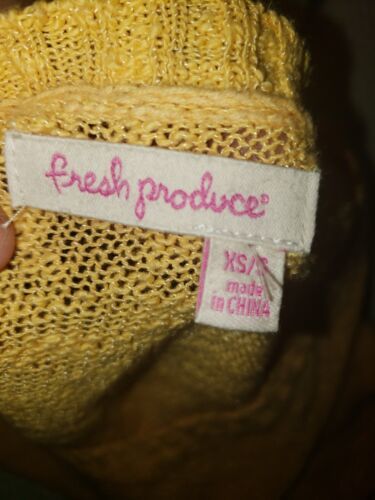 fresh produce®
XS/S
made
in CHINA